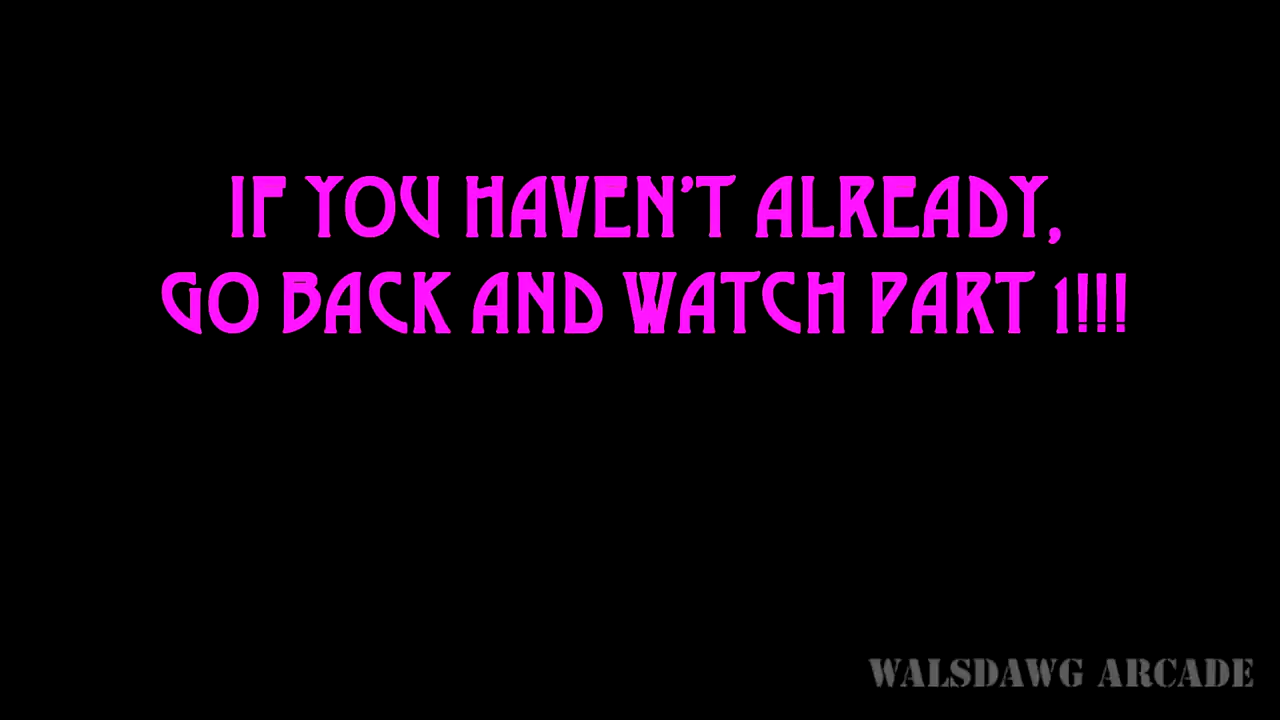 IF YOU HAVEN'T ALREADY,
GO BACK AND WATCH PART 1!!!
WALSDAWG ARCADE